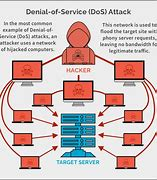 Denial-of-Service (DoS) Attack
In the most common
example of Denial-of-
Service (DoS) attacks, an
attacker uses a network
of hijacked computers.
This network is used to
flood the target site with
phony server requests,
leaving no bandwidth for
legitimate traffic.
HACKER
TARGET SERVER